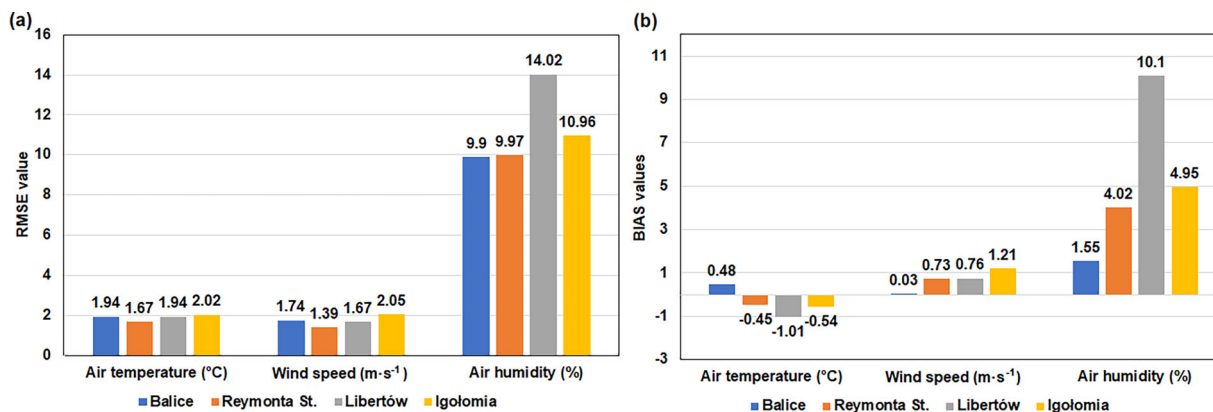 (a)
16
14
12
10
8
6
4
2
0
RMSE value
1.94 1.67 1.94 2.02
1.74 1.39 1.67 2.05
9.9 9.97 14.02 10.96
Air temperature (°C) Wind speed (m·s⁻¹) Air humidity (%)
Balice Reymonta St. Libertów Igołomia
(b)
11
9
7
5
3
1
-1
-3
BIAS values
0.48 -0.45 -1.01 -0.54
0.03 0.73 0.76 1.21
1.55 4.02 10.1 4.95
Air temperature (°C) Wind speed (m·s⁻¹) Air humidity (%)
Balice Reymonta St. Libertów Igołomia